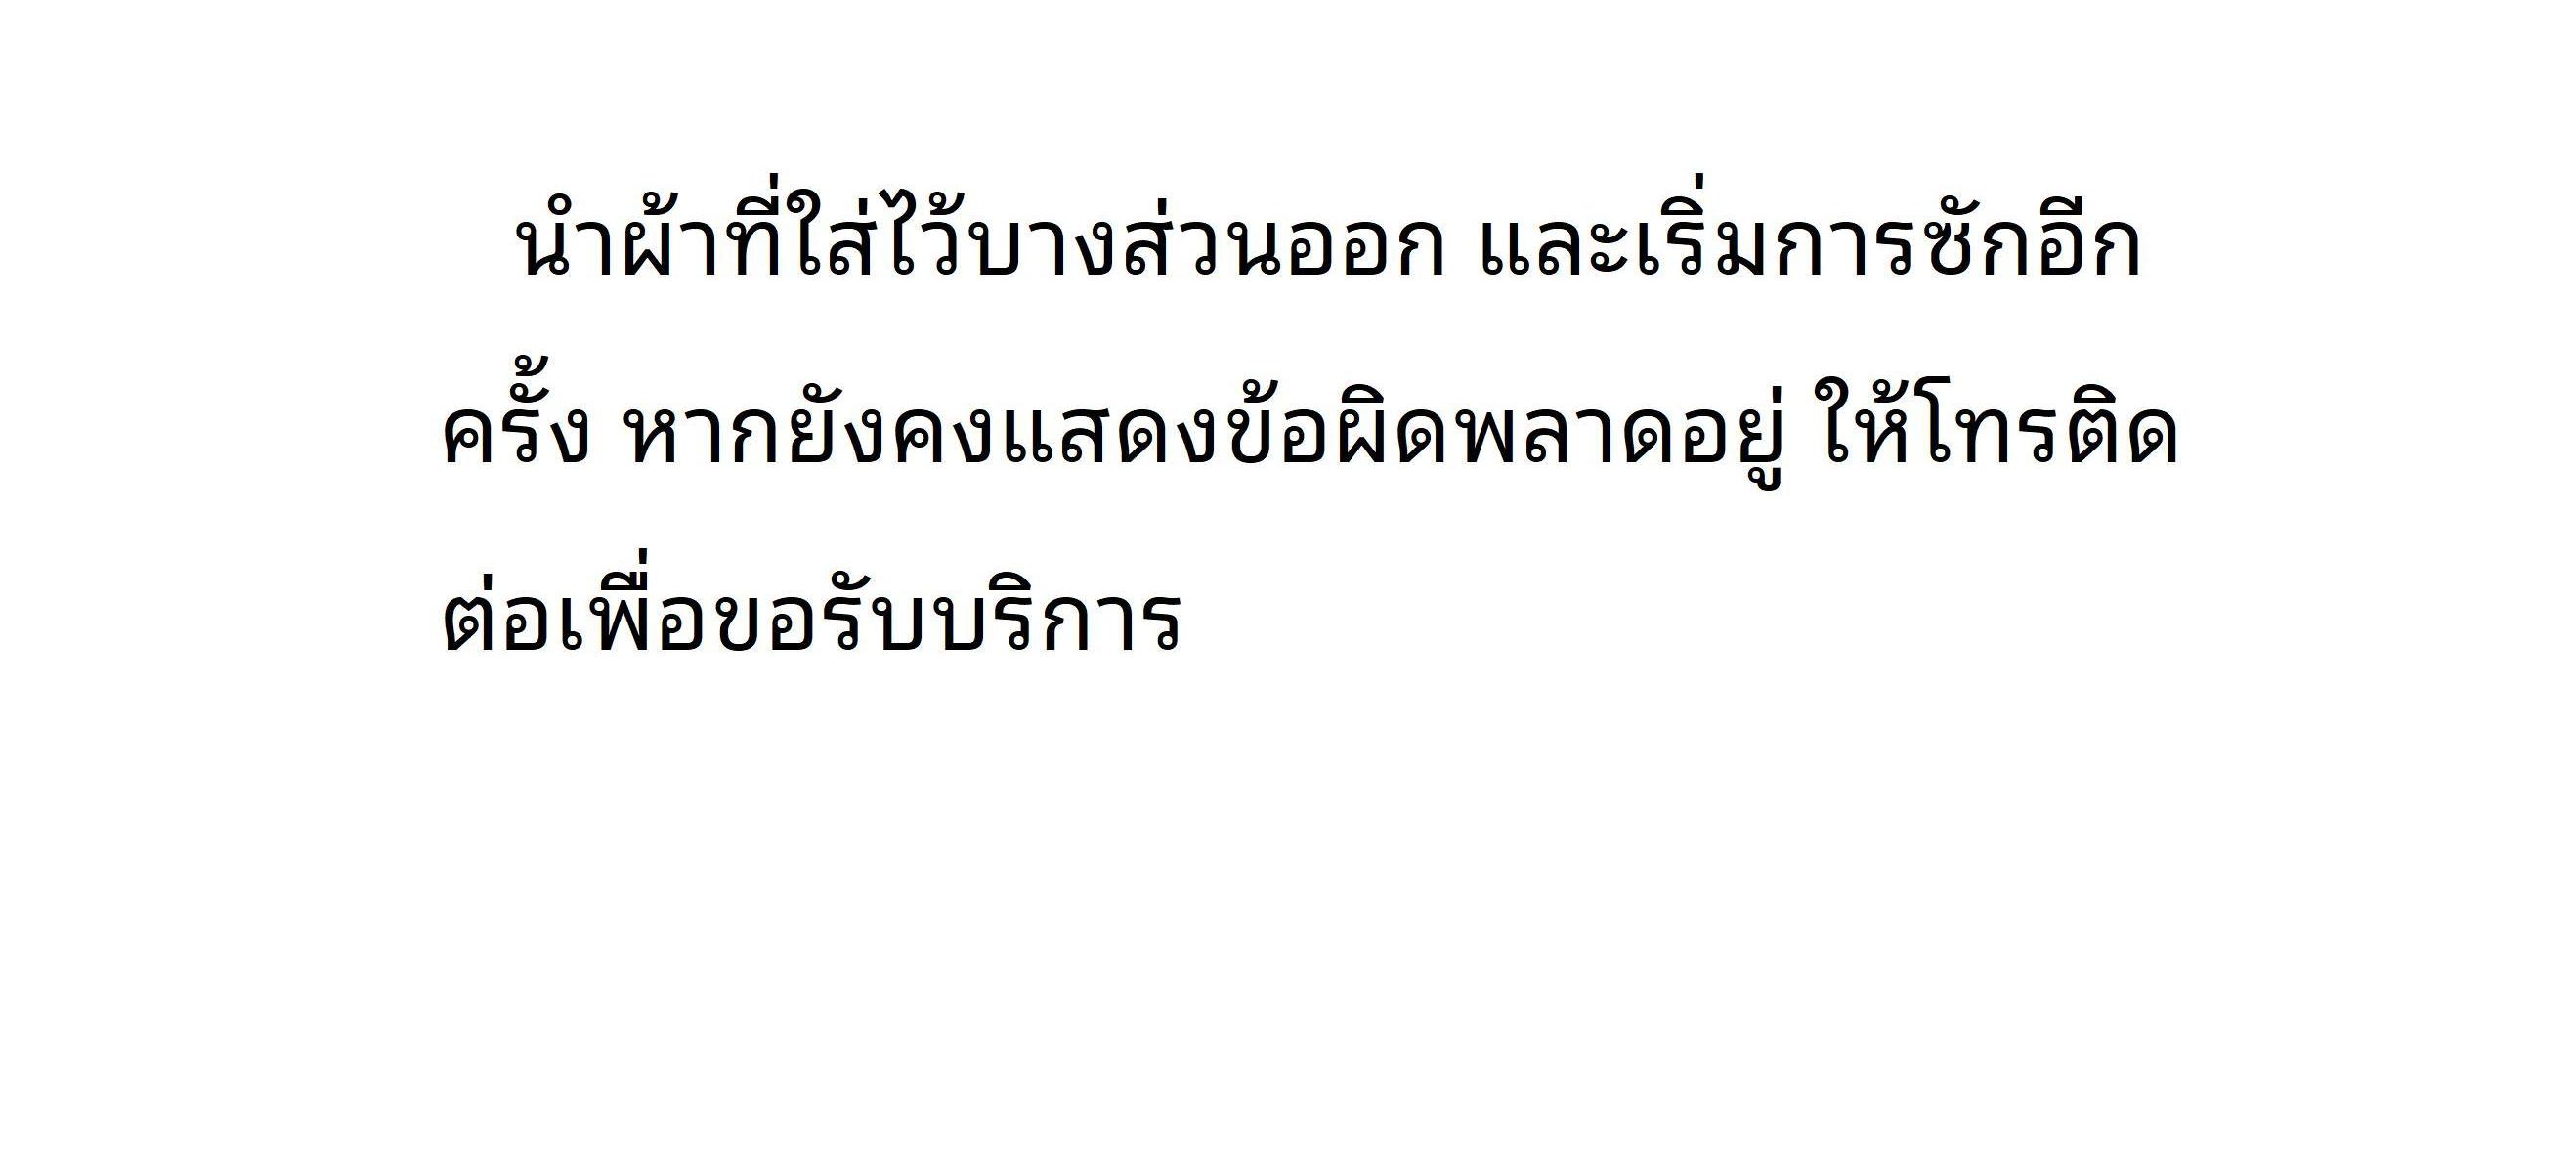 นำผ้าที่ใส่ไว้บางส่วนออก และเริ่มการซักอีก
ครั้ง หากยังคงแสดงข้อผิดพลาดอยู่ ให้โทรติด
ต่อเพื่อขอรับบริการ